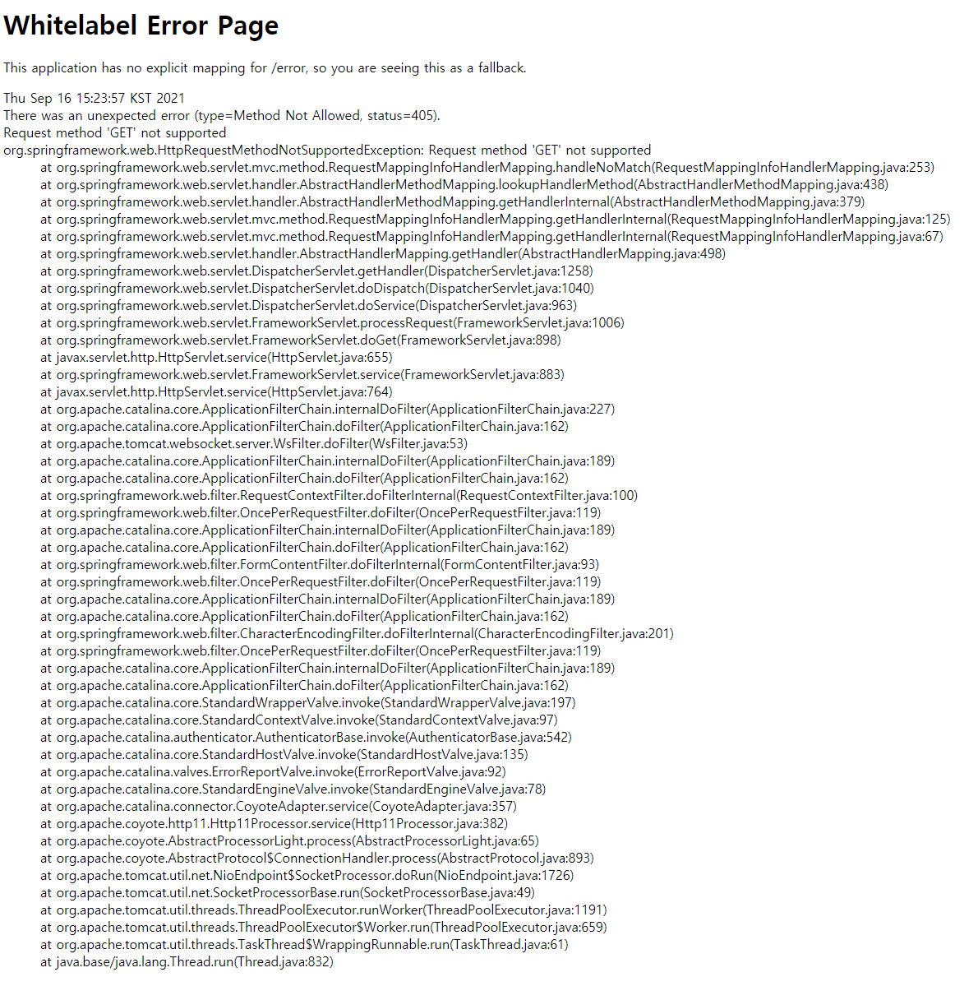 Whitelabel Error Page
This application has no explicit mapping for /error, so you are seeing this as a fallback.
Thu Sep 16 15:23:57 KST 2021
There was an unexpected error (type=Method Not Allowed, status=405).
Request method 'GET' not supported
org.springframework.web.HttpRequestMethodNotSupportedException: Request method 'GET' not supported
at org.springframework.web.servlet.mvc.method.RequestMappingInfoHandlerMapping.handleNoMatch(RequestMappingInfoHandlerMapping.java:253)
at org.springframework.web.servlet.handler.AbstractHandlerMethodMapping.lookupHandlerMethod(AbstractHandlerMethodMapping.java:438)
at org.springframework.web.servlet.handler.AbstractHandlerMethodMapping.getHandlerInternal(AbstractHandlerMethodMapping.java:379)
at org.springframework.web.servlet.mvc.method.RequestMappingInfoHandlerMapping.getHandlerInternal(RequestMappingInfoHandlerMapping.java:125)
at org.springframework.web.servlet.mvc.method.RequestMappingInfoHandlerMapping.getHandlerInternal(RequestMappingInfoHandlerMapping.java:67)
at org.springframework.web.servlet.handler.AbstractHandlerMapping.getHandler(AbstractHandlerMapping.java:498)
at org.springframework.web.servlet.DispatcherServlet.getHandler(DispatcherServlet.java:1258)
at org.springframework.web.servlet.DispatcherServlet.doDispatch(DispatcherServlet.java:1040)
at org.springframework.web.servlet.DispatcherServlet.doService(DispatcherServlet.java:963)
at org.springframework.web.servlet.FrameworkServlet.processRequest(FrameworkServlet.java:1006)
at org.springframework.web.servlet.FrameworkServlet.doGet(FrameworkServlet.java:898)
at javax.servlet.http.HttpServlet.service(HttpServlet.java:655)
at org.springframework.web.servlet.FrameworkServlet.service(FrameworkServlet.java:883)
at javax.servlet.http.HttpServlet.service(HttpServlet.java:764)
at org.apache.catalina.core.ApplicationFilterChain.internalDoFilter(ApplicationFilterChain.java:227)
at org.apache.catalina.core.ApplicationFilterChain.doFilter(ApplicationFilterChain.java:162)
at org.apache.tomcat.websocket.server.WsFilter.doFilter(WsFilter.java:53)
at org.apache.catalina.core.ApplicationFilterChain.internalDoFilter(ApplicationFilterChain.java:189)
at org.apache.catalina.core.ApplicationFilterChain.doFilter(ApplicationFilterChain.java:162)
at org.springframework.web.filter.RequestContextFilter.doFilterInternal(RequestContextFilter.java:100)
at org.springframework.web.filter.OncePerRequestFilter.doFilter(OncePerRequestFilter.java:119)
at org.apache.catalina.core.ApplicationFilterChain.internalDoFilter(ApplicationFilterChain.java:189)
at org.apache.catalina.core.ApplicationFilterChain.doFilter(ApplicationFilterChain.java:162)
at org.springframework.web.filter.FormContentFilter.doFilterInternal(FormContentFilter.java:93)
at org.springframework.web.filter.OncePerRequestFilter.doFilter(OncePerRequestFilter.java:119)
at org.apache.catalina.core.ApplicationFilterChain.internalDoFilter(ApplicationFilterChain.java:189)
at org.apache.catalina.core.ApplicationFilterChain.doFilter(ApplicationFilterChain.java:162)
at org.springframework.web.filter.CharacterEncodingFilter.doFilterInternal(CharacterEncodingFilter.java:201)
at org.springframework.web.filter.OncePerRequestFilter.doFilter(OncePerRequestFilter.java:119)
at org.apache.catalina.core.ApplicationFilterChain.internalDoFilter(ApplicationFilterChain.java:189)
at org.apache.catalina.core.ApplicationFilterChain.doFilter(ApplicationFilterChain.java:162)
at org.apache.catalina.core.StandardWrapperValve.invoke(StandardWrapperValve.java:197)
at org.apache.catalina.core.StandardContextValve.invoke(StandardContextValve.java:97)
at org.apache.catalina.authenticator.AuthenticatorBase.invoke(AuthenticatorBase.java:542)
at org.apache.catalina.core.StandardHostValve.invoke(StandardHostValve.java:135)
at org.apache.catalina.valves.ErrorReportValve.invoke(ErrorReportValve.java:92)
at org.apache.catalina.core.StandardEngineValve.invoke(StandardEngineValve.java:78)
at org.apache.catalina.connector.CoyoteAdapter.service(CoyoteAdapter.java:357)
at org.apache.coyote.http11.Http11Processor.service(Http11Processor.java:382)
at org.apache.coyote.AbstractProcessorLight.process(AbstractProcessorLight.java:65)
at org.apache.coyote.AbstractProtocol$ConnectionHandler.process(AbstractProtocol.java:893)
at org.apache.tomcat.util.net.NioEndpoint$SocketProcessor.doRun(NioEndpoint.java:1726)
at org.apache.tomcat.util.net.SocketProcessorBase.run(SocketProcessorBase.java:49)
at org.apache.tomcat.util.threads.ThreadPoolExecutor.runWorker(ThreadPoolExecutor.java:1191)
at org.apache.tomcat.util.threads.ThreadPoolExecutor$Worker.run(ThreadPoolExecutor.java:659)
at org.apache.tomcat.util.threads.TaskThread$WrappingRunnable.run(TaskThread.java:61)
at java.base/java.lang.Thread.run(Thread.java:832)